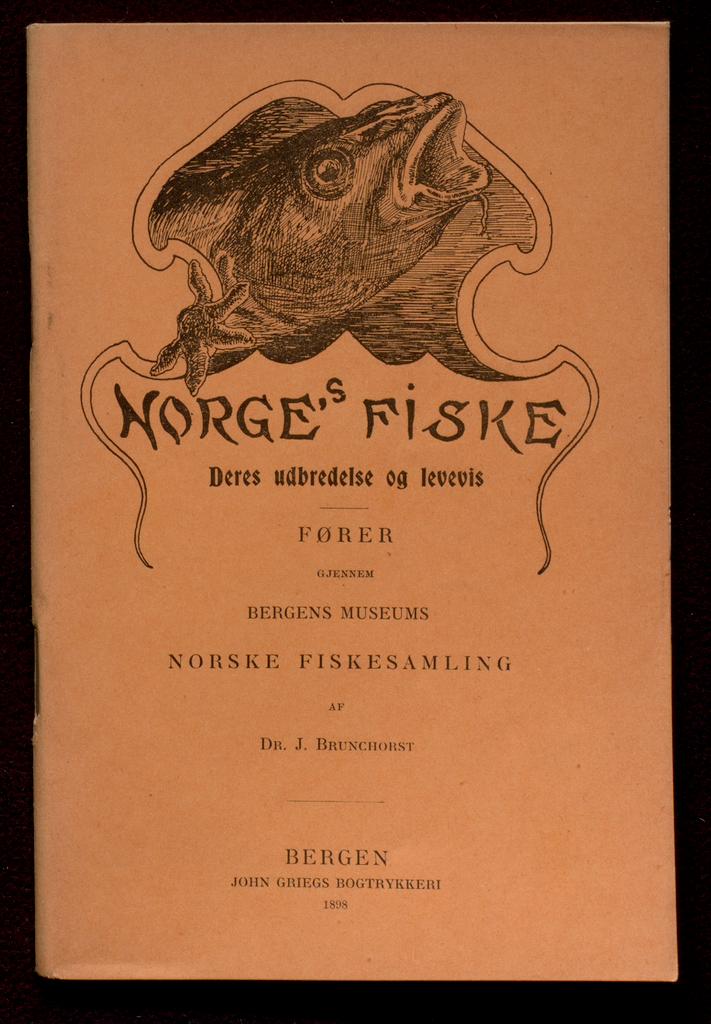 NORGE'S FISKE
Deres udbredelse og levevis
FØRER
GJENNEM
BERGENS MUSEUMS
NORSKE FISKESAMLING
AF
DR. J. BRUNCHORST
BERGEN
JOHN GRIEGS BOGTRYKKERI
1898